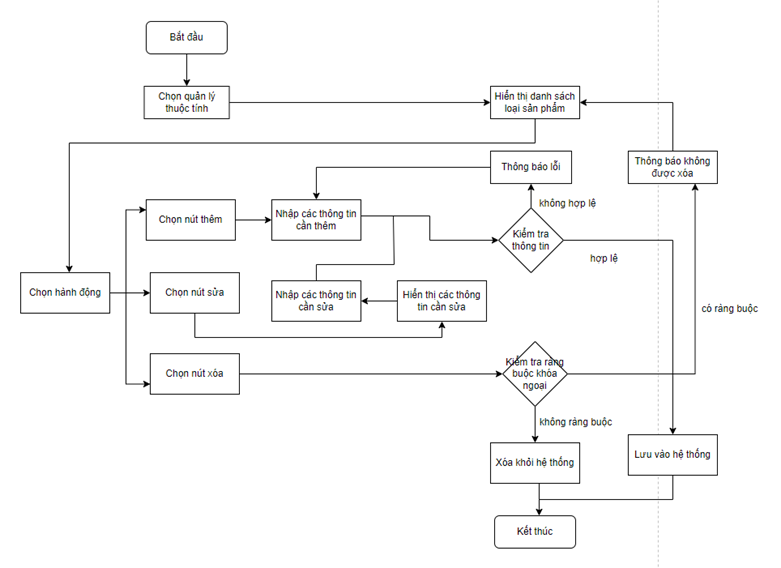 Bắt đầu
Chọn quản lý
thuộc tính
Hiển thị danh sách
loại sản phẩm
Thông báo lỗi
Thông báo không
được xóa
không hợp lệ
Chọn nút thêm
Nhập các thông tin
cần thêm
Kiểm tra
thông tin
hợp lệ
Chọn hành động
Chọn nút sửa
Nhập các thông tin
cần sửa
Hiển thị các thông
tin cần sửa
có ràng buộc
Chọn nút xóa
Kiểm tra ràng
buộc khóa
ngoại
không ràng buộc
Xòa khỏi hệ thống
Lưu vào hệ thống
Kết thúc